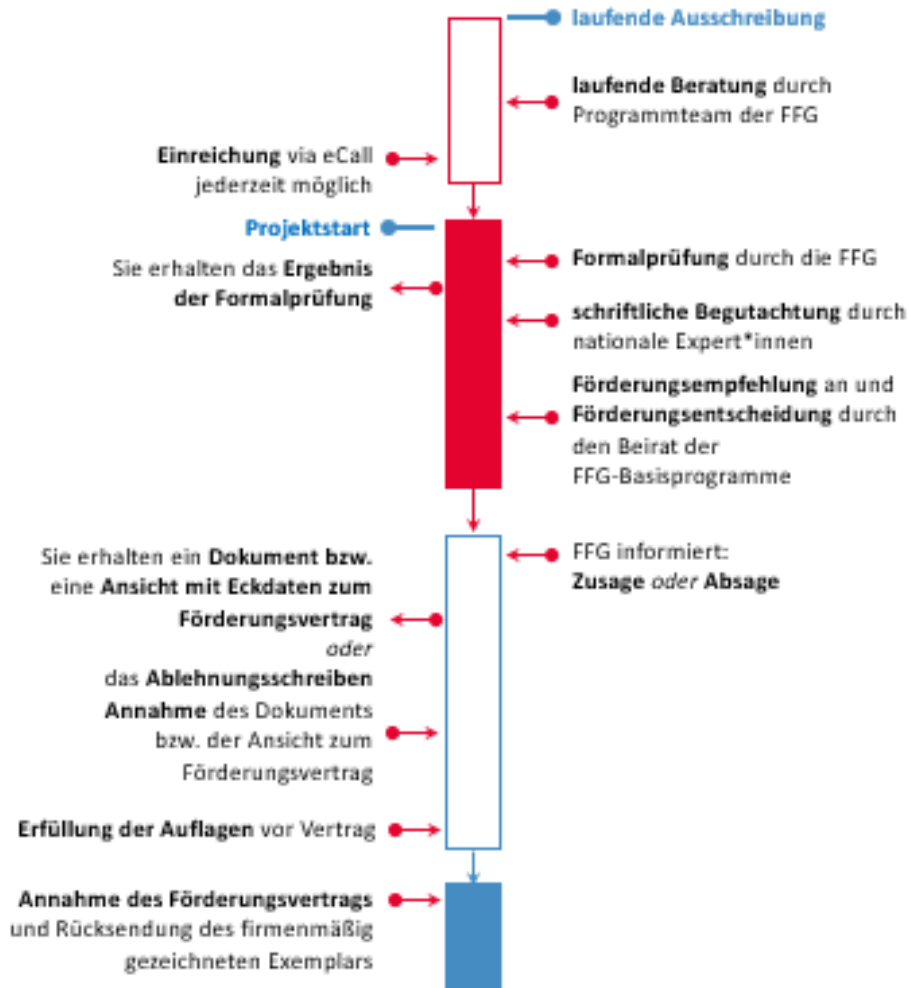 laufende Ausschreibung
laufende Beratung durch
Programmteam der FFG
Einreichung via eCall
jederzeit möglich
Projektstart
Sie erhalten das Ergebnis
der Formalprüfung
Formalprüfung durch die FFG
schriftliche Begutachtung durch
nationale Expert*innen
Förderungsempfehlung an und
Förderungsentscheidung durch
den Beirat der
FFG-Basisprogramme
FFG informiert:
Zusage oder Absage
Sie erhalten ein Dokument bzw.
eine Ansicht mit Eckdaten zum
Förderungsvertrag
oder
das Ablehnungsschreiben
Annahme des Dokuments
bzw. der Ansicht zum
Förderungsvertrag
Erfüllung der Auflagen vor Vertrag
Annahme des Förderungsvertrags
und Rücksendung des firmenmäßig
gezeichneten Exemplars